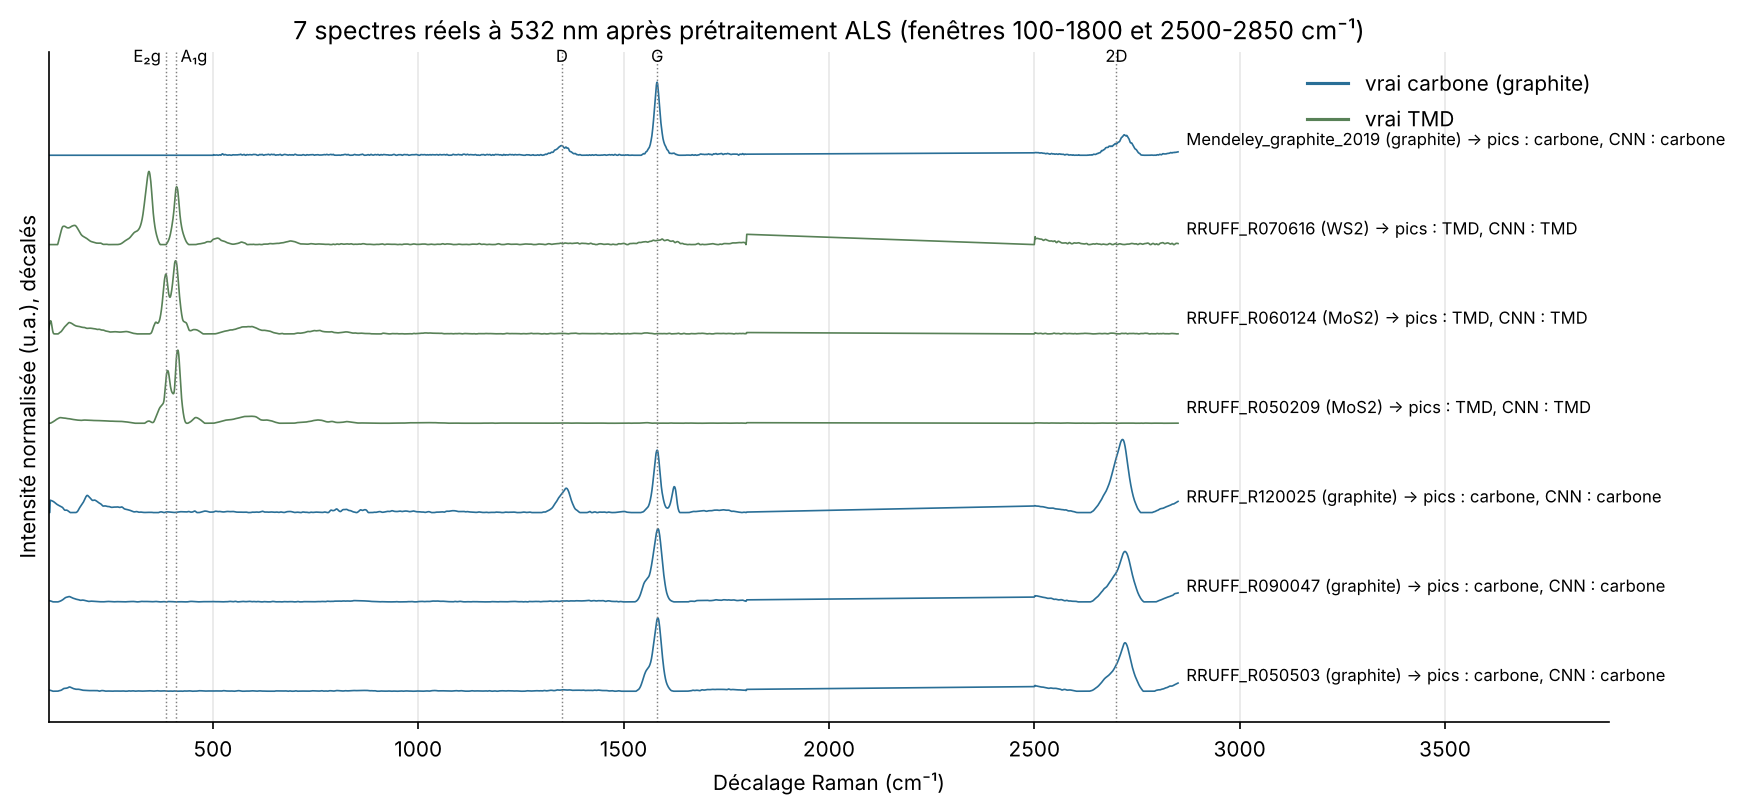 7 spectres réels à 532 nm après prétraitement ALS (fenêtres 100-1800 et 2500-2850 cm⁻¹)
E₂g A₁g D G 2D
vrai carbone (graphite)
vrai TMD
Mendeley_graphite_2019 (graphite) → pics : carbone, CNN : carbone
RRUFF_R070616 (WS2) → pics : TMD, CNN : TMD
RRUFF_R060124 (MoS2) → pics : TMD, CNN : TMD
RRUFF_R050209 (MoS2) → pics : TMD, CNN : TMD
RRUFF_R120025 (graphite) → pics : carbone, CNN : carbone
RRUFF_R090047 (graphite) → pics : carbone, CNN : carbone
RRUFF_R050503 (graphite) → pics : carbone, CNN : carbone
Intensité normalisée (u.a.), décalés
500 1000 1500 2000 2500 3000 3500
Décalage Raman (cm⁻¹)